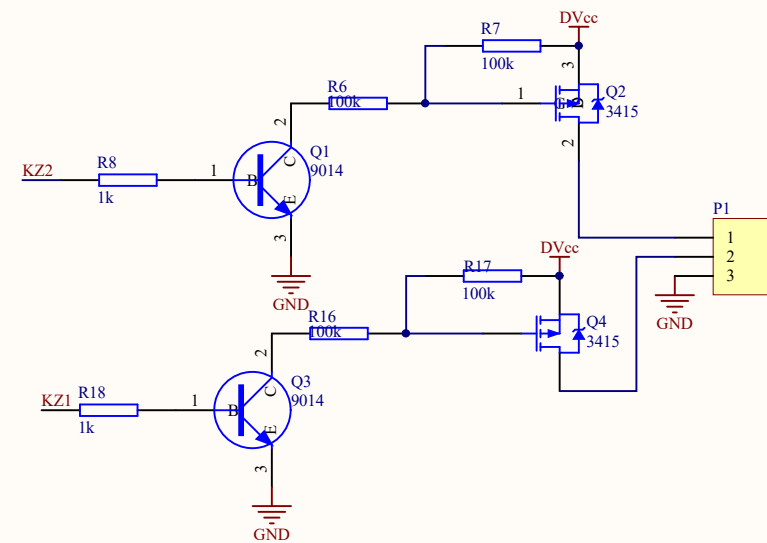 DVcc
R7
100k
3
R6
100k
1
G
D
Q2
3415
2
2
Q1
9014
C
B
E
KZ2
R8
1k
1
3
GND
P1
1
2
3
GND
DVcc
R17
100k
R16
100k
Q4
3415
2
Q3
9014
C
B
E
KZ1
R18
1k
1
3
GND